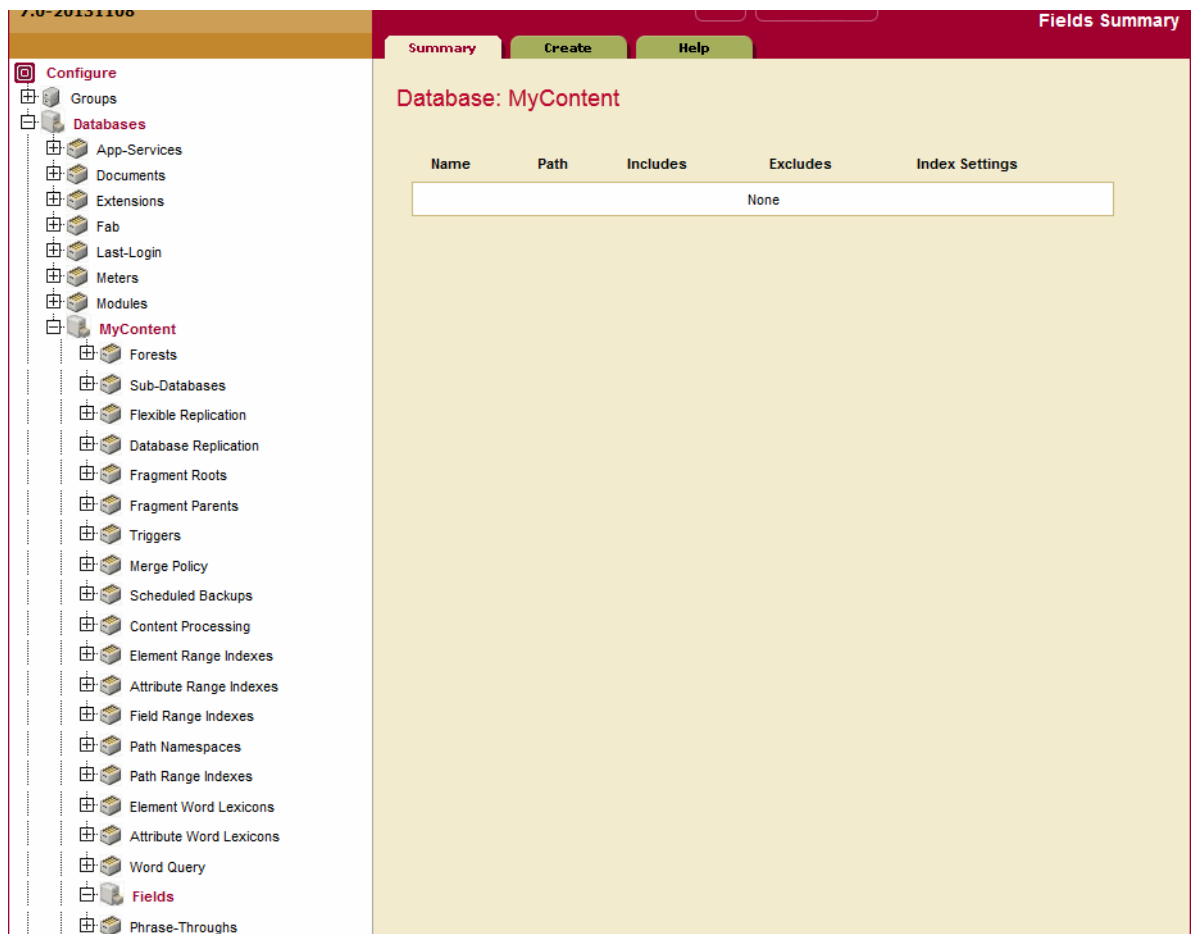 7.0-20131108
Fields Summary
Summary Create Help
Configure
Groups
Databases
App-Services
Documents
Extensions
Fab
Last-Login
Meters
Modules
MyContent
Forests
Sub-Databases
Flexible Replication
Database Replication
Fragment Roots
Fragment Parents
Triggers
Merge Policy
Scheduled Backups
Content Processing
Element Range Indexes
Attribute Range Indexes
Field Range Indexes
Path Namespaces
Path Range Indexes
Element Word Lexicons
Attribute Word Lexicons
Word Query
Fields
Phrase-Throughs
Database: MyContent
Name Path Includes Excludes Index Settings
None